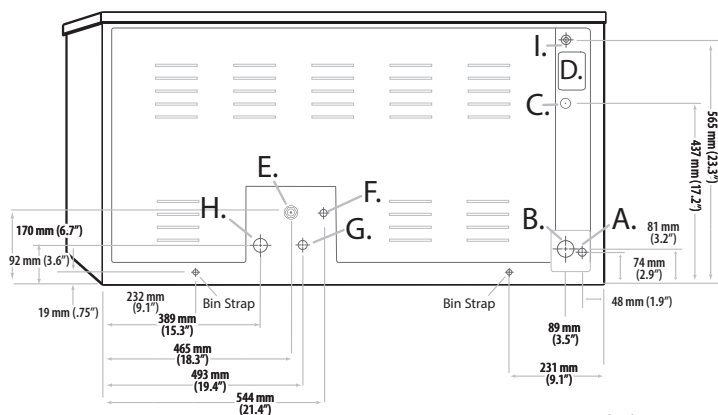 I.
D.
C.
565 mm (23.3")
437 mm (17.2")
E.
F.
H.
G.
B.
A.
81 mm
(3.2")
170 mm (6.7")
92 mm (3.6")
74 mm
(2.9")
19 mm (.75")
232 mm
(9.1")
Bin Strap
Bin Strap
48 mm (1.9")
389 mm
(15.3")
89 mm
(3.5")
465 mm
(18.3")
231 mm
(9.1")
493 mm
(19.4")
544 mm
(21.4")